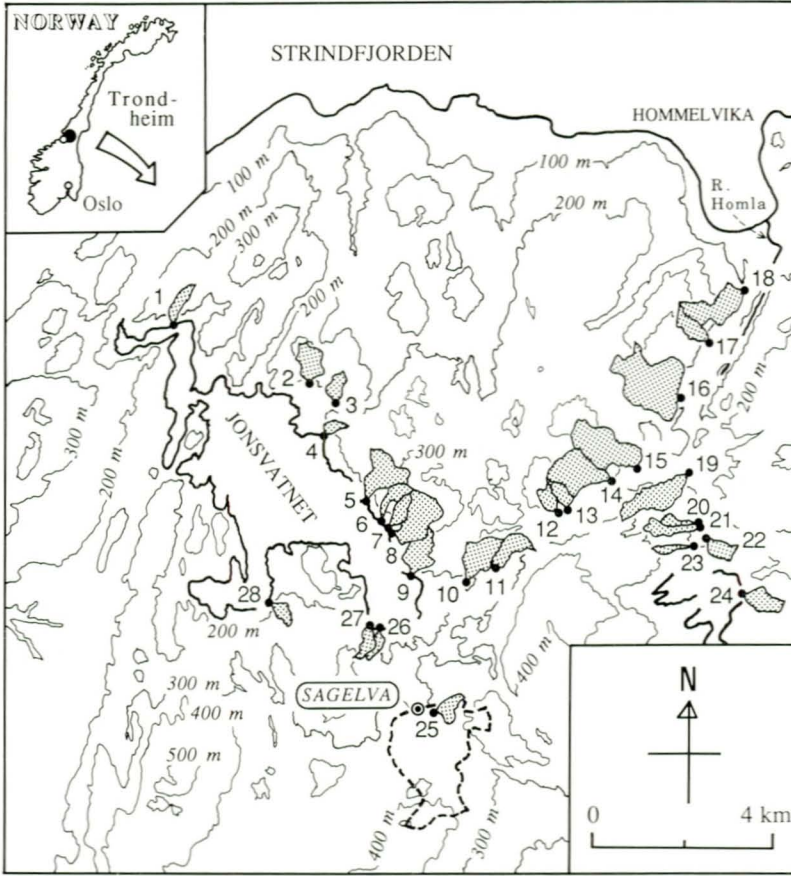 NORWAY
Trond-
heim
Oslo
STRINDFJORDEN
HOMMELVIKA
R.
Homla
100 m
200 m
300 m
200 m
100 m
200 m
1
2
3
4
5
6
7
8
9
10
11
12
13
14
15
16
17
18
19
20
21
22
23
24
25
26
27
28
JONSVATNET
300 m
300 m
200 m
200 m
200 m
SAGELVA
300 m
400 m
500 m
400 m
400 m
300 m
N
0 4 km